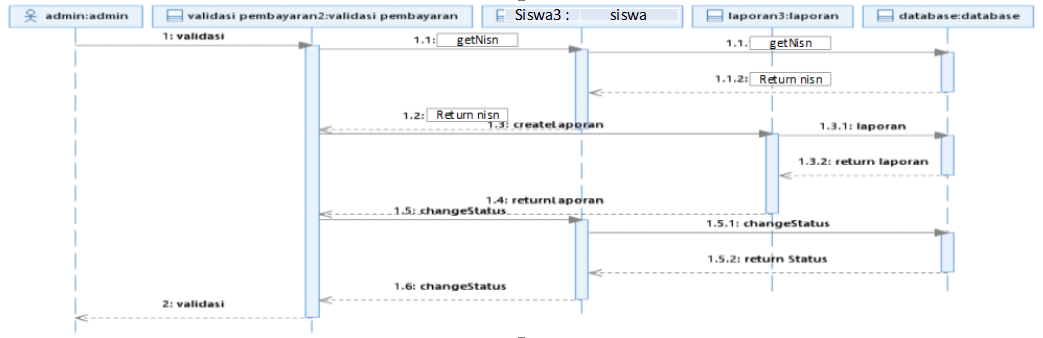 admin:admin
validasi pembayaran2:validasi pembayaran
Siswa3 : siswa
laporan3:laporan
database:database
1: validasi
1.1: getNisn
1.1. getNisn
1.1.2: Return nisn
1.2: Return nisn
1.3: createLaporan
1.3.1: laporan
1.3.2: return laporan
1.4: returnLaporan
1.5: changeStatus
1.5.1: changeStatus
1.5.2: return Status
1.6: changeStatus
2: validasi